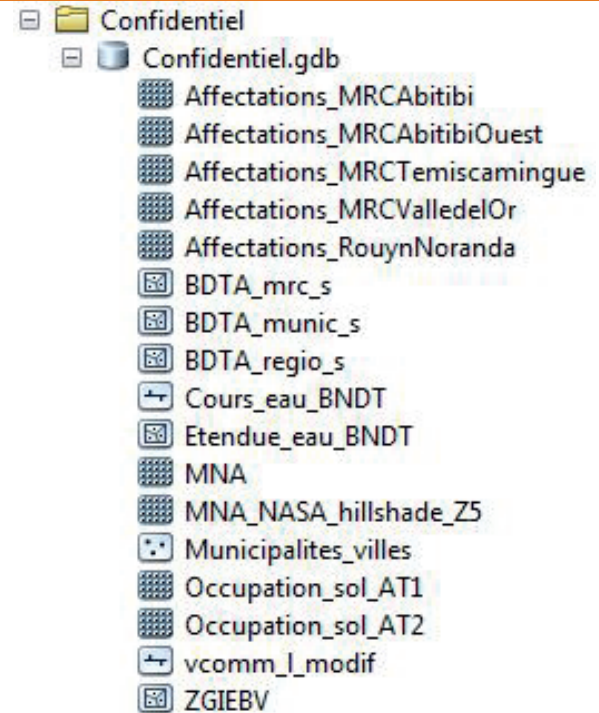 Confidentiel
Confidentiel.gdb
Affectations_MRCAbitibi
Affectations_MRCAbitibiOuest
Affectations_MRCTemiscamingue
Affectations_MRCValledelOr
Affectations_RouynNoranda
BDTA_mrc_s
BDTA_munic_s
BDTA_regio_s
Cours_eau_BNDT
Etendue_eau_BNDT
MNA
MNA_NASA_hillshade_Z5
Municipalites_villes
Occupation_sol_AT1
Occupation_sol_AT2
vcomm_l_modif
ZGIEBV